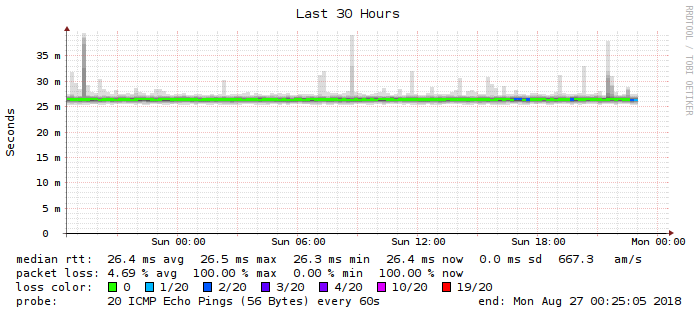 Last 30 Hours
RRDTOOL / TOBI OETIKER
Seconds
35 m
30 m
25 m
20 m
15 m
10 m
5 m
0
Sun 00:00 Sun 06:00 Sun 12:00 Sun 18:00 Mon 00:00
median rtt: 26.4 ms avg 26.5 ms max 26.3 ms min 26.4 ms now 0.0 ms sd 667.3 am/s
packet loss: 4.69 % avg 100.00 % max 0.00 % min 100.00 % now
loss color: 0 1/20 2/20 3/20 4/20 10/20 19/20
probe: 20 ICMP Echo Pings (56 Bytes) every 60s end: Mon Aug 27 00:25:05 2018